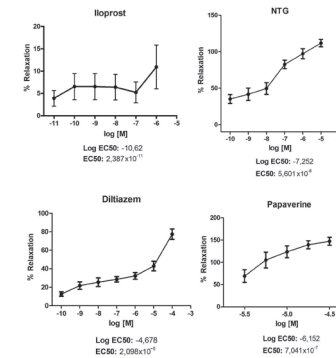 Iloprost
% Relaxation
20
15
10
5
0
-11 -10 -9 -8 -7 -6 -5
log [M]
Log EC50: -10,62
EC50: 2,387x10⁻¹¹
NTG
% Relaxation
150
100
50
0
-10 -9 -8 -7 -6 -5
log [M]
Log EC50: -7,252
EC50: 5,601x10⁻⁸
Diltiazem
% Relaxation
100
80
60
40
20
0
-10 -9 -8 -7 -6 -5 -4 -3
log [M]
Log EC50: -4,678
EC50: 2,098x10⁻⁵
Papaverine
% Relaxation
200
150
100
50
0
-5.5 -5.0 -4.5
log [M]
Log EC50: -6,152
EC50: 7,041x10⁻⁷